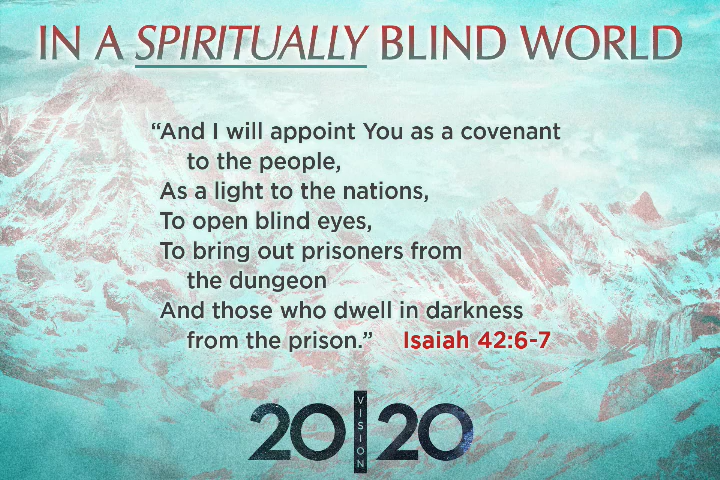 IN A SPIRITUALLY BLIND WORLD
“And I will appoint You as a covenant
to the people,
As a light to the nations,
To open blind eyes,
To bring out prisoners from
the dungeon
And those who dwell in darkness
from the prison.” Isaiah 42:6-7
20 VISION 20